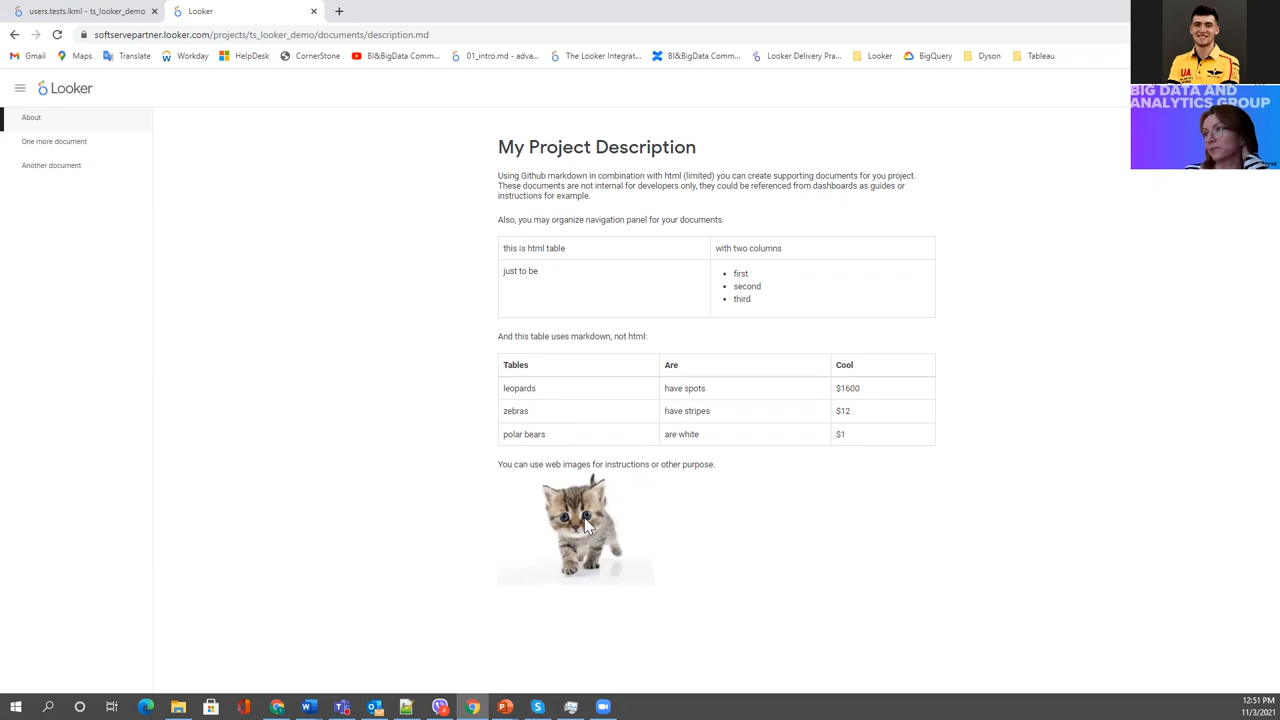 users.tests.lkml - ts_looker_demo
Looker
softservepartner.looker.com/projects/ts_looker_demo/documents/description.md
Gmail
Maps
Translate
Workday
HelpDesk
CornerStone
BI&BigData Comm...
01_intro.md - adva...
The Looker Integrat...
BI&BigData Comm...
Looker Delivery Pra...
Looker
BigQuery
Dyson
Tableau
UA
BIG DATA AND
ANALYTICS GROUP
Looker
About
One more document
Another document
My Project Description
Using Github markdown in combination with html (limited) you can create supporting documents for you project.
These documents are not internal for developers only, they could be referenced from dashboards as guides or
instructions for example.
Also, you may organize navigation panel for your documents.
this is html table
with two columns
just to be
first
second
third
And this table uses markdown, not html:
Tables Are Cool
leopards have spots $1600
zebras have stripes $12
polar bears are white $1
You can use web images for instructions or other purpose.
4
12:51 PM
11/3/2021